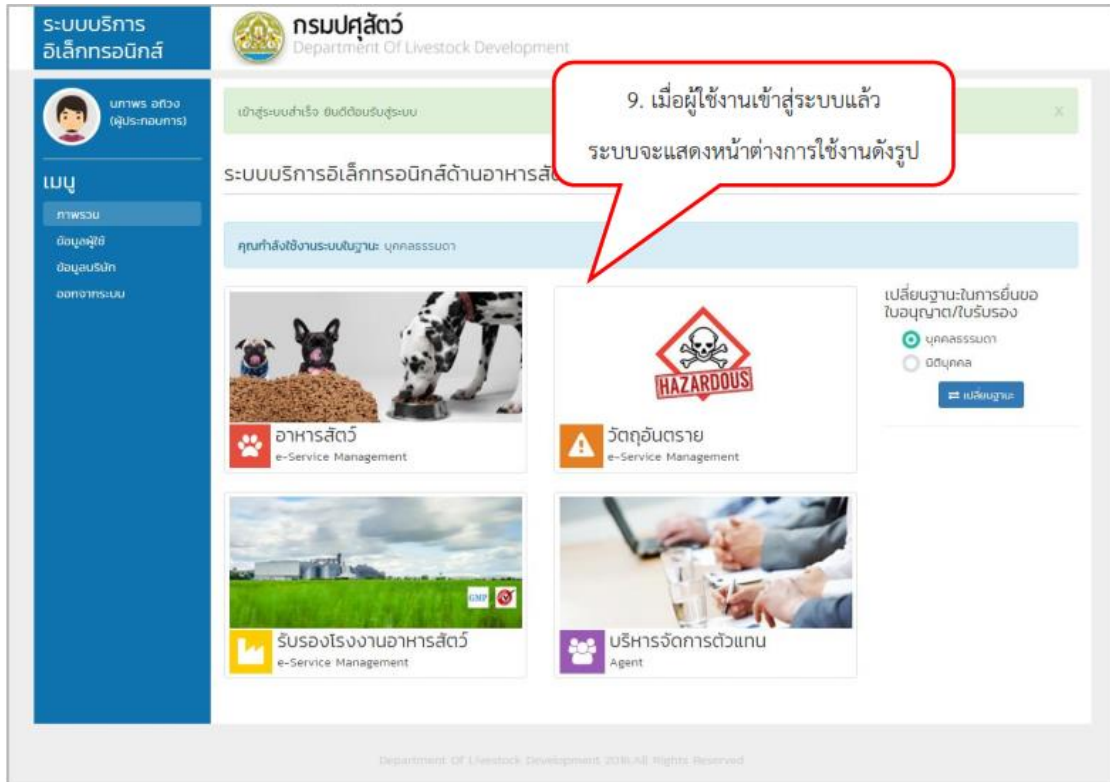 ระบบบริการ
อิเล็กทรอนิกส์
กรมปศุสัตว์
Department Of Livestock Development
นภาพร อถิวง
(ผู้ประกอบการ)
เมนู
ภาพรวม
ข้อมูลผู้ใช้
ข้อมูลบริษัท
ออกจากระบบ
เข้าสู่ระบบสำเร็จ ยินดีต้อนรับสู่ระบบ
x
9. เมื่อผู้ใช้งานเข้าสู่ระบบแล้ว
ระบบจะแสดงหน้าต่างการใช้งานดังรูป
ระบบบริการอิเล็กทรอนิกส์ด้านอาหารสั
คุณกำลังใช้งานระบบในฐานะ บุคคลธรรมดา
HAZARDOUS
อาหารสัตว์
e-Service Management
วัตถุอันตราย
e-Service Management
GMP
รับรองโรงงานอาหารสัตว์
e-Service Management
บริหารจัดการตัวแทน
Agent
เปลี่ยนฐานะในการยื่นขอ
ใบอนุญาต/ใบรับรอง
บุคคลธรรมดา
นิติบุคคล
เปลี่ยนฐานะ
Department Of Livestock Development 2016.All Rights Reserved